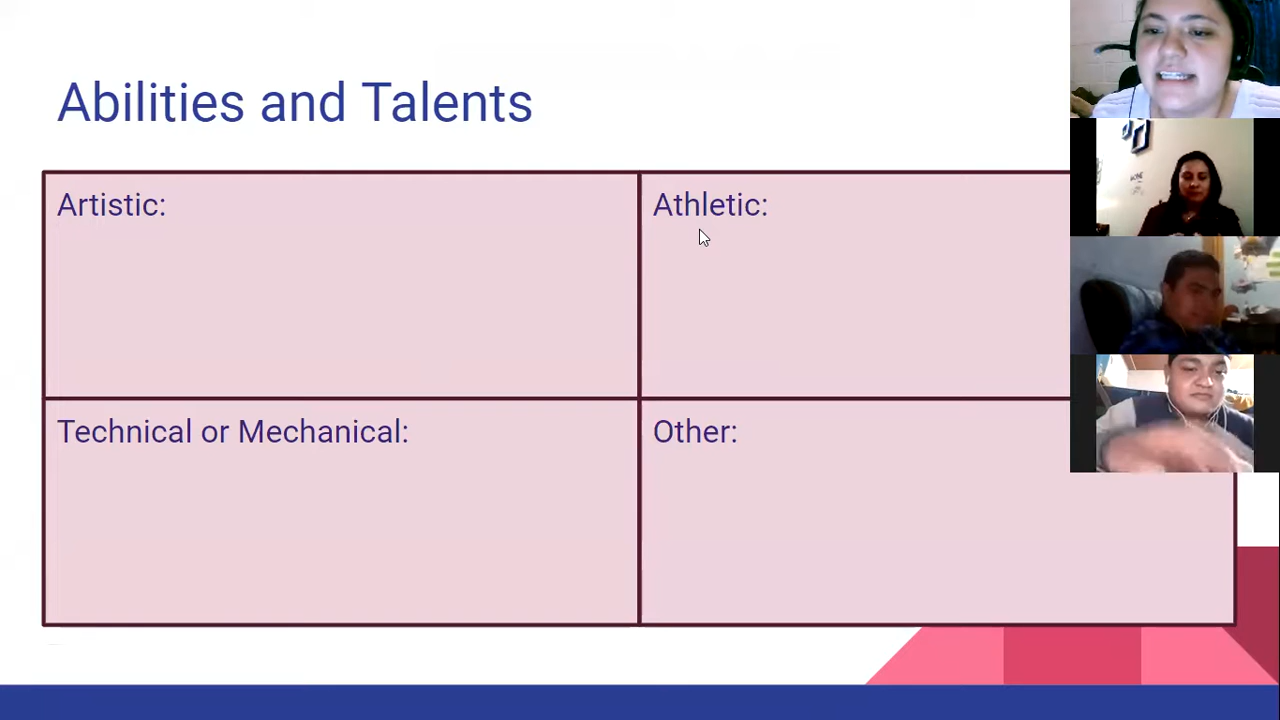 Abilities and Talents
Artistic:
Athletic:
Technical or Mechanical:
Other: